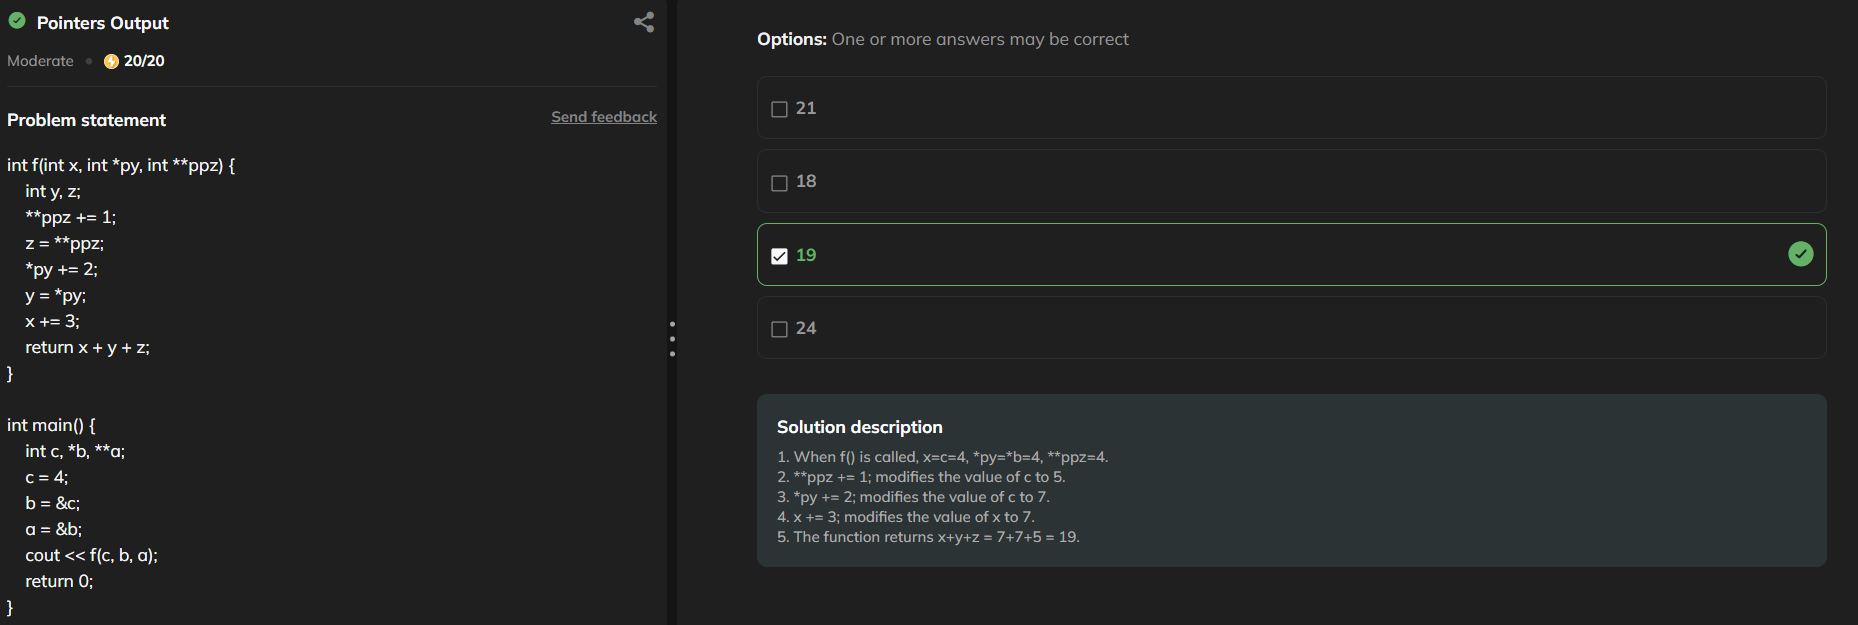 Pointers Output
Moderate • 20/20
Problem statement
Send feedback
int f(int x, int *py, int **ppz) {
int y, z;
**ppz += 1;
z = **ppz;
*py += 2;
y = *py;
x += 3;
return x + y + z;
}
int main() {
int c, *b, **a;
c = 4;
b = &c;
a = &b;
cout << f(c, b, a);
return 0;
}
Options: One or more answers may be correct
21
18
19
24
Solution description
1. When f() is called, x=c=4, *py=*b=4, **ppz=4.
2. **ppz += 1; modifies the value of c to 5.
3. *py += 2; modifies the value of c to 7.
4. x += 3; modifies the value of x to 7.
5. The function returns x+y+z = 7+7+5 = 19.